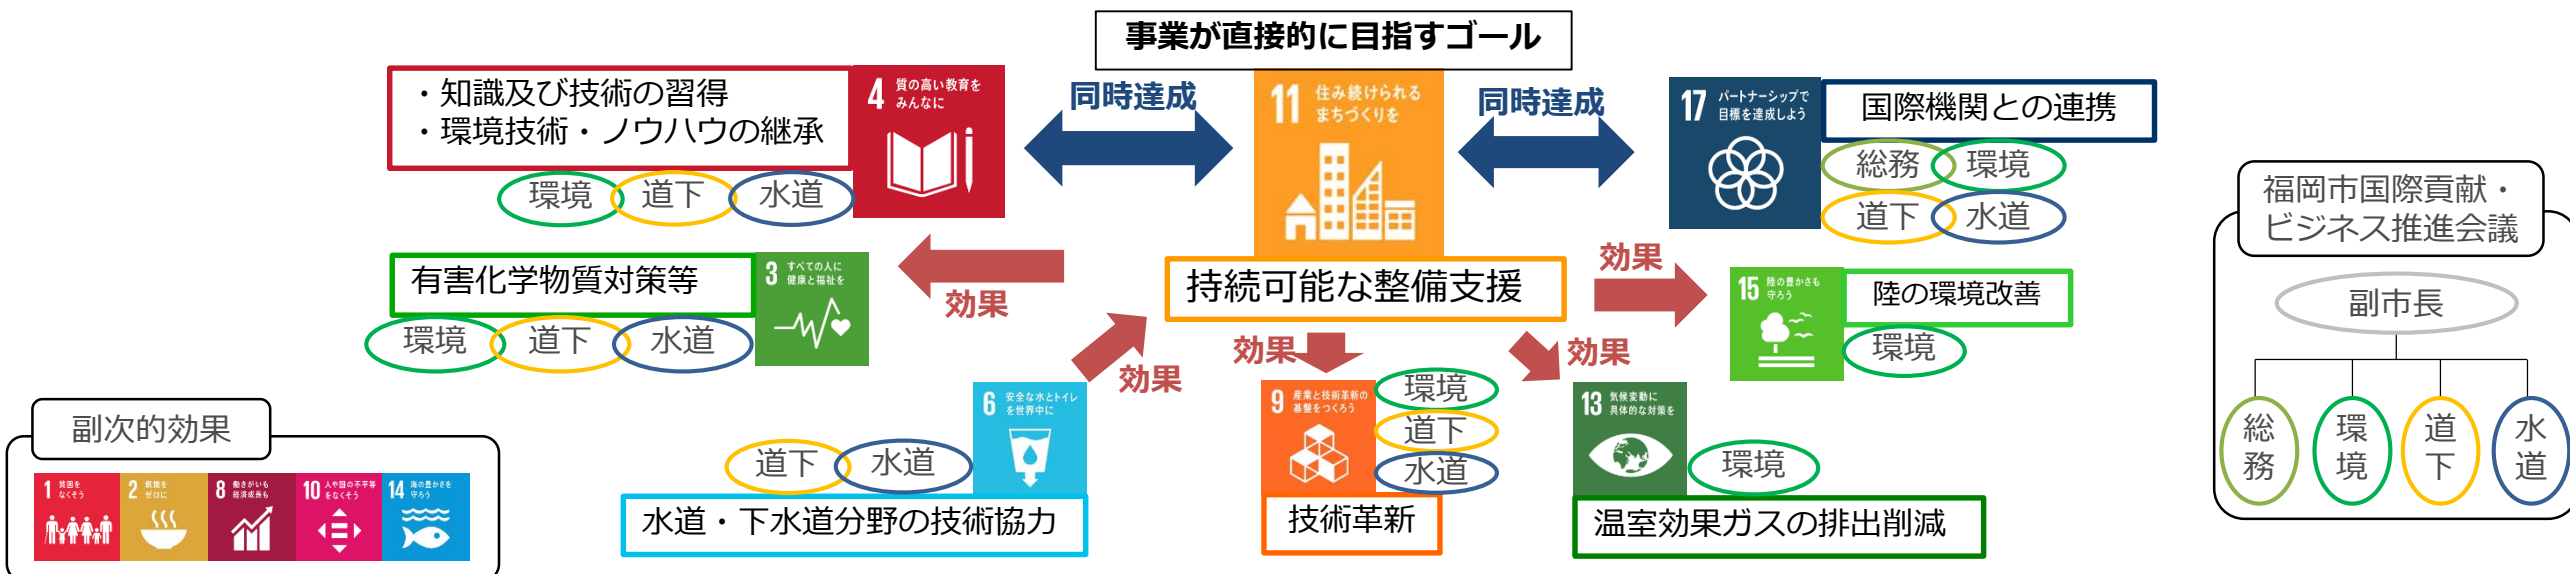 事業が直接的に目指すゴール
・知識及び技術の習得
・環境技術・ノウハウの継承
4 質の高い教育を
みんなに
環境
道下
水道
同時達成
11 住み続けられる
まちづくりを
同時達成
17 パートナーシップで
目標を達成しよう
国際機関との連携
総務
環境
道下
水道
有害化学物質対策等
3 すべての人に
健康と福祉を
環境
道下
水道
効果
持続可能な整備支援
効果
15 陸の豊かさも
守ろう
陸の環境改善
環境
効果
効果
効果
6 安全な水とトイレ
を世界中に
道下
水道
水道・下水道分野の技術協力
9 産業と技術革新の
基盤をつくろう
環境
道下
水道
技術革新
13 気候変動に
具体的な対策を
環境
温室効果ガスの排出削減
副次的効果
1 貧困を
なくそう
2 飢餓を
ゼロに
8 働きがいも
経済成長も
10 人や国の不平等
をなくそう
14 海の豊かさを
守ろう
福岡市国際貢献・
ビジネス推進会議
副市長
総務
環境
道下
水道